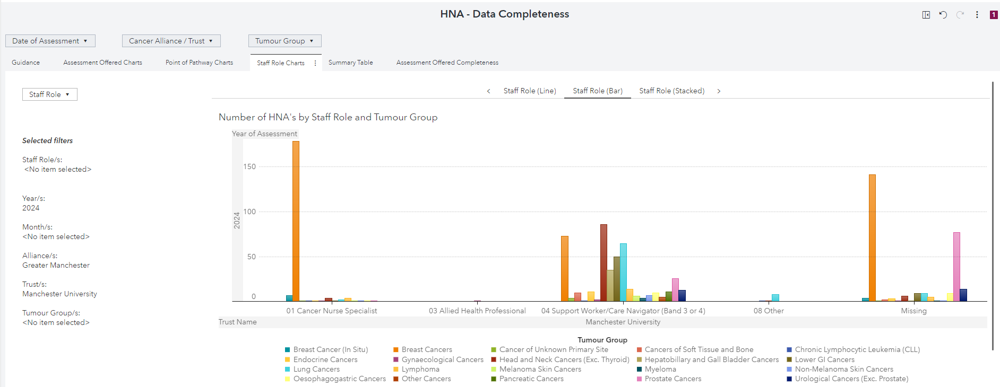 HNA - Data Completeness
1
Date of Assessment
Cancer Alliance / Trust
Tumour Group
Guidance
Assessment Offered Charts
Point of Pathway Charts
Staff Role Charts
Summary Table
Assessment Offered Completeness
Staff Role
Staff Role (Line)
Staff Role (Bar)
Staff Role (Stacked)
Selected filters
Staff Role/s:
<No item selected>
Year/s:
2024
Month/s:
<No item selected>
Alliance/s:
Greater Manchester
Trust/s:
Manchester University
Tumour Group/s:
<No item selected>
Number of HNA's by Staff Role and Tumour Group
Year of Assessment
2024
150
100
50
0
01 Cancer Nurse Specialist
03 Allied Health Professional
04 Support Worker/Care Navigator (Band 3 or 4)
08 Other
Missing
Trust Name
Manchester University
Tumour Group
Breast Cancer (In Situ)
Breast Cancers
Cancer of Unknown Primary Site
Cancers of Soft Tissue and Bone
Chronic Lymphocytic Leukemia (CLL)
Endocrine Cancers
Gynaecological Cancers
Head and Neck Cancers (Exc. Thyroid)
Hepatobillary and Gall Bladder Cancers
Lower GI Cancers
Lung Cancers
Lymphoma
Melanoma Skin Cancers
Myeloma
Non-Melanoma Skin Cancers
Oesophagogastric Cancers
Other Cancers
Pancreatic Cancers
Prostate Cancers
Urological Cancers (Exc. Prostate)